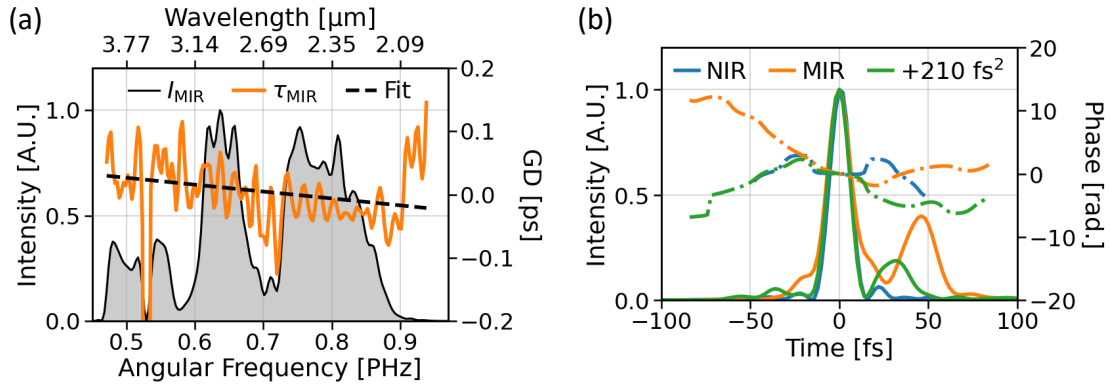 (a)
Wavelength [μm]
3.77 3.14 2.69 2.35 2.09
I_MIR τ_MIR Fit
1.0
0.5
0.0
Intensity [A.U.]
0.2
0.1
0.0
−0.1
−0.2
GD [ps]
0.5 0.6 0.7 0.8 0.9
Angular Frequency [PHz]
(b)
NIR MIR +210 fs²
1.0
0.5
0.0
Intensity [A.U.]
20
10
0
−10
−20
Phase [rad.]
−100 −50 0 50 100
Time [fs]